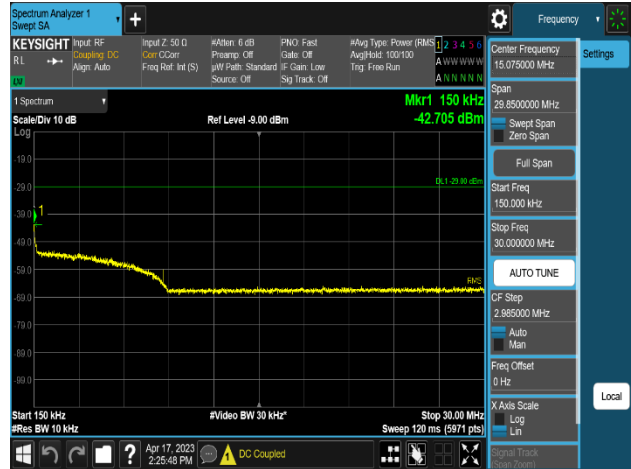 Spectrum Analyzer 1
Swept SA
Frequency
KEYSIGHT
RL
Input: RF
Coupling: DC
Align: Auto
Input Z: 50 Ω
Corr CCorr
Freq Ref: Int (S)
#Atten: 6 dB
Preamp: Off
µW Path: Standard
Source: Off
PNO: Fast
Gate: Off
IF Gain: Low
Sig Track: Off
#Avg Type: Power (RMS)
Avg|Hold: 100/100
Trig: Free Run
1 2 3 4 5 6
A W W W W W
A N N N N N
1 Spectrum
Scale/Div 10 dB
Log
Ref Level -9.00 dBm
Mkr1 150 kHz
-42.705 dBm
-19.0
-29.0
-39.0
-49.0
-59.0
-69.0
-79.0
-89.0
-99.0
DL1 -29.00 dBm
1
RMS
Start 150 kHz
#Res BW 10 kHz
#Video BW 30 kHz*
Stop 30.00 MHz
Sweep 120 ms (5971 pts)
Center Frequency
15.075000 MHz
Span
29.8500000 MHz
Swept Span
Zero Span
Full Span
Start Freq
150.000 kHz
Stop Freq
30.000000 MHz
AUTO TUNE
CF Step
2.985000 MHz
Auto
Man
Freq Offset
0 Hz
X Axis Scale
Log
Lin
Signal Track
(Span Zoom)
Settings
Local
?
Apr 17, 2023
2:25:48 PM
DC Coupled